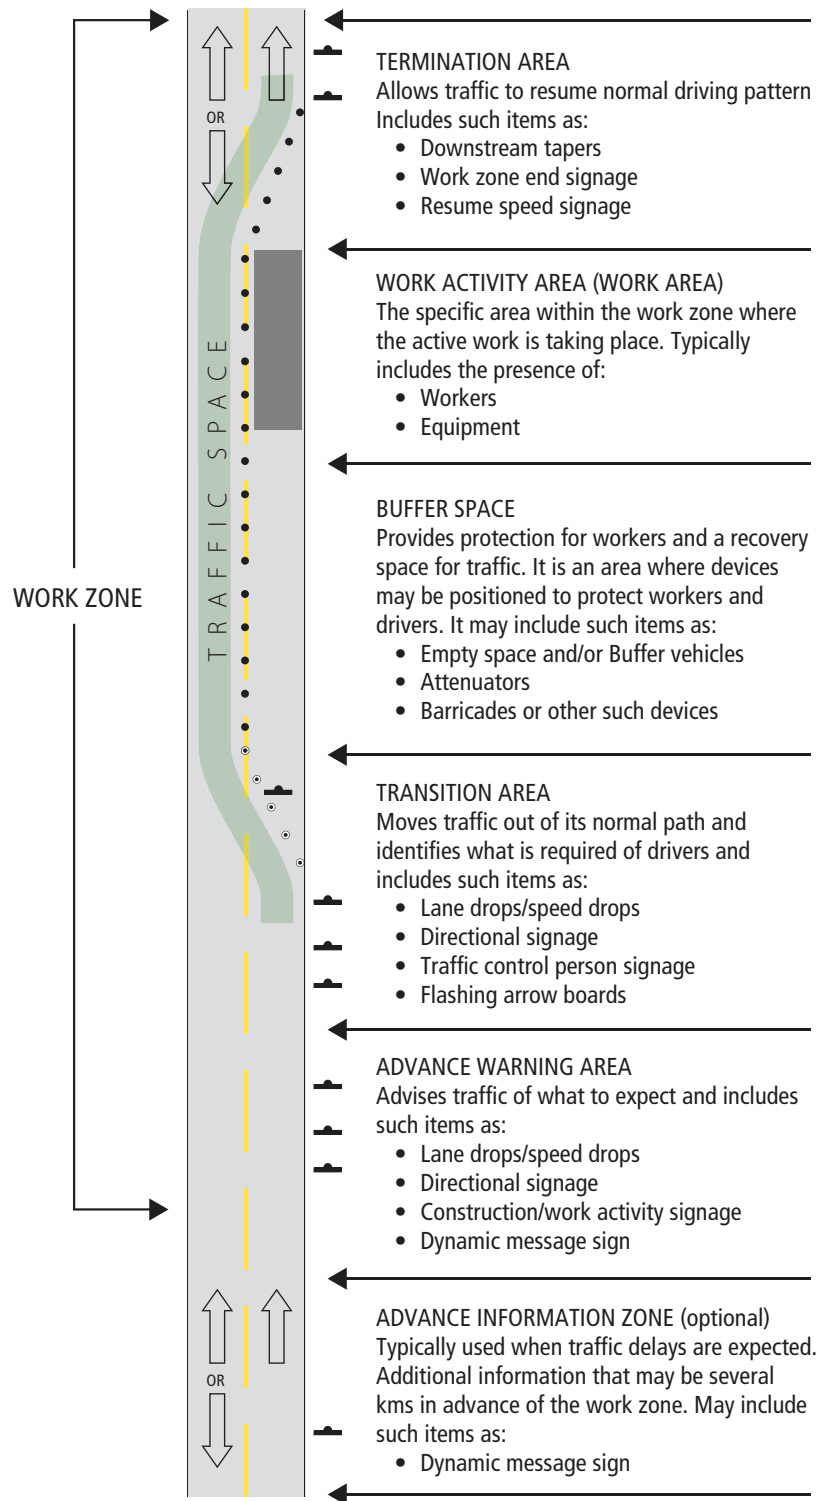 OR
TERMINATION AREA
Allows traffic to resume normal driving pattern
Includes such items as:
• Downstream tapers
• Work zone end signage
• Resume speed signage
WORK ACTIVITY AREA (WORK AREA)
The specific area within the work zone where
the active work is taking place. Typically
includes the presence of:
• Workers
• Equipment
TRAFFIC SPACE
BUFFER SPACE
Provides protection for workers and a recovery
space for traffic. It is an area where devices
may be positioned to protect workers and
drivers. It may include such items as:
• Empty space and/or Buffer vehicles
• Attenuators
• Barricades or other such devices
WORK ZONE
TRANSITION AREA
Moves traffic out of its normal path and
identifies what is required of drivers and
includes such items as:
• Lane drops/speed drops
• Directional signage
• Traffic control person signage
• Flashing arrow boards
ADVANCE WARNING AREA
Advises traffic of what to expect and includes
such items as:
• Lane drops/speed drops
• Directional signage
• Construction/work activity signage
• Dynamic message sign
ADVANCE INFORMATION ZONE (optional)
Typically used when traffic delays are expected.
Additional information that may be several
kms in advance of the work zone. May include
such items as:
• Dynamic message sign
OR